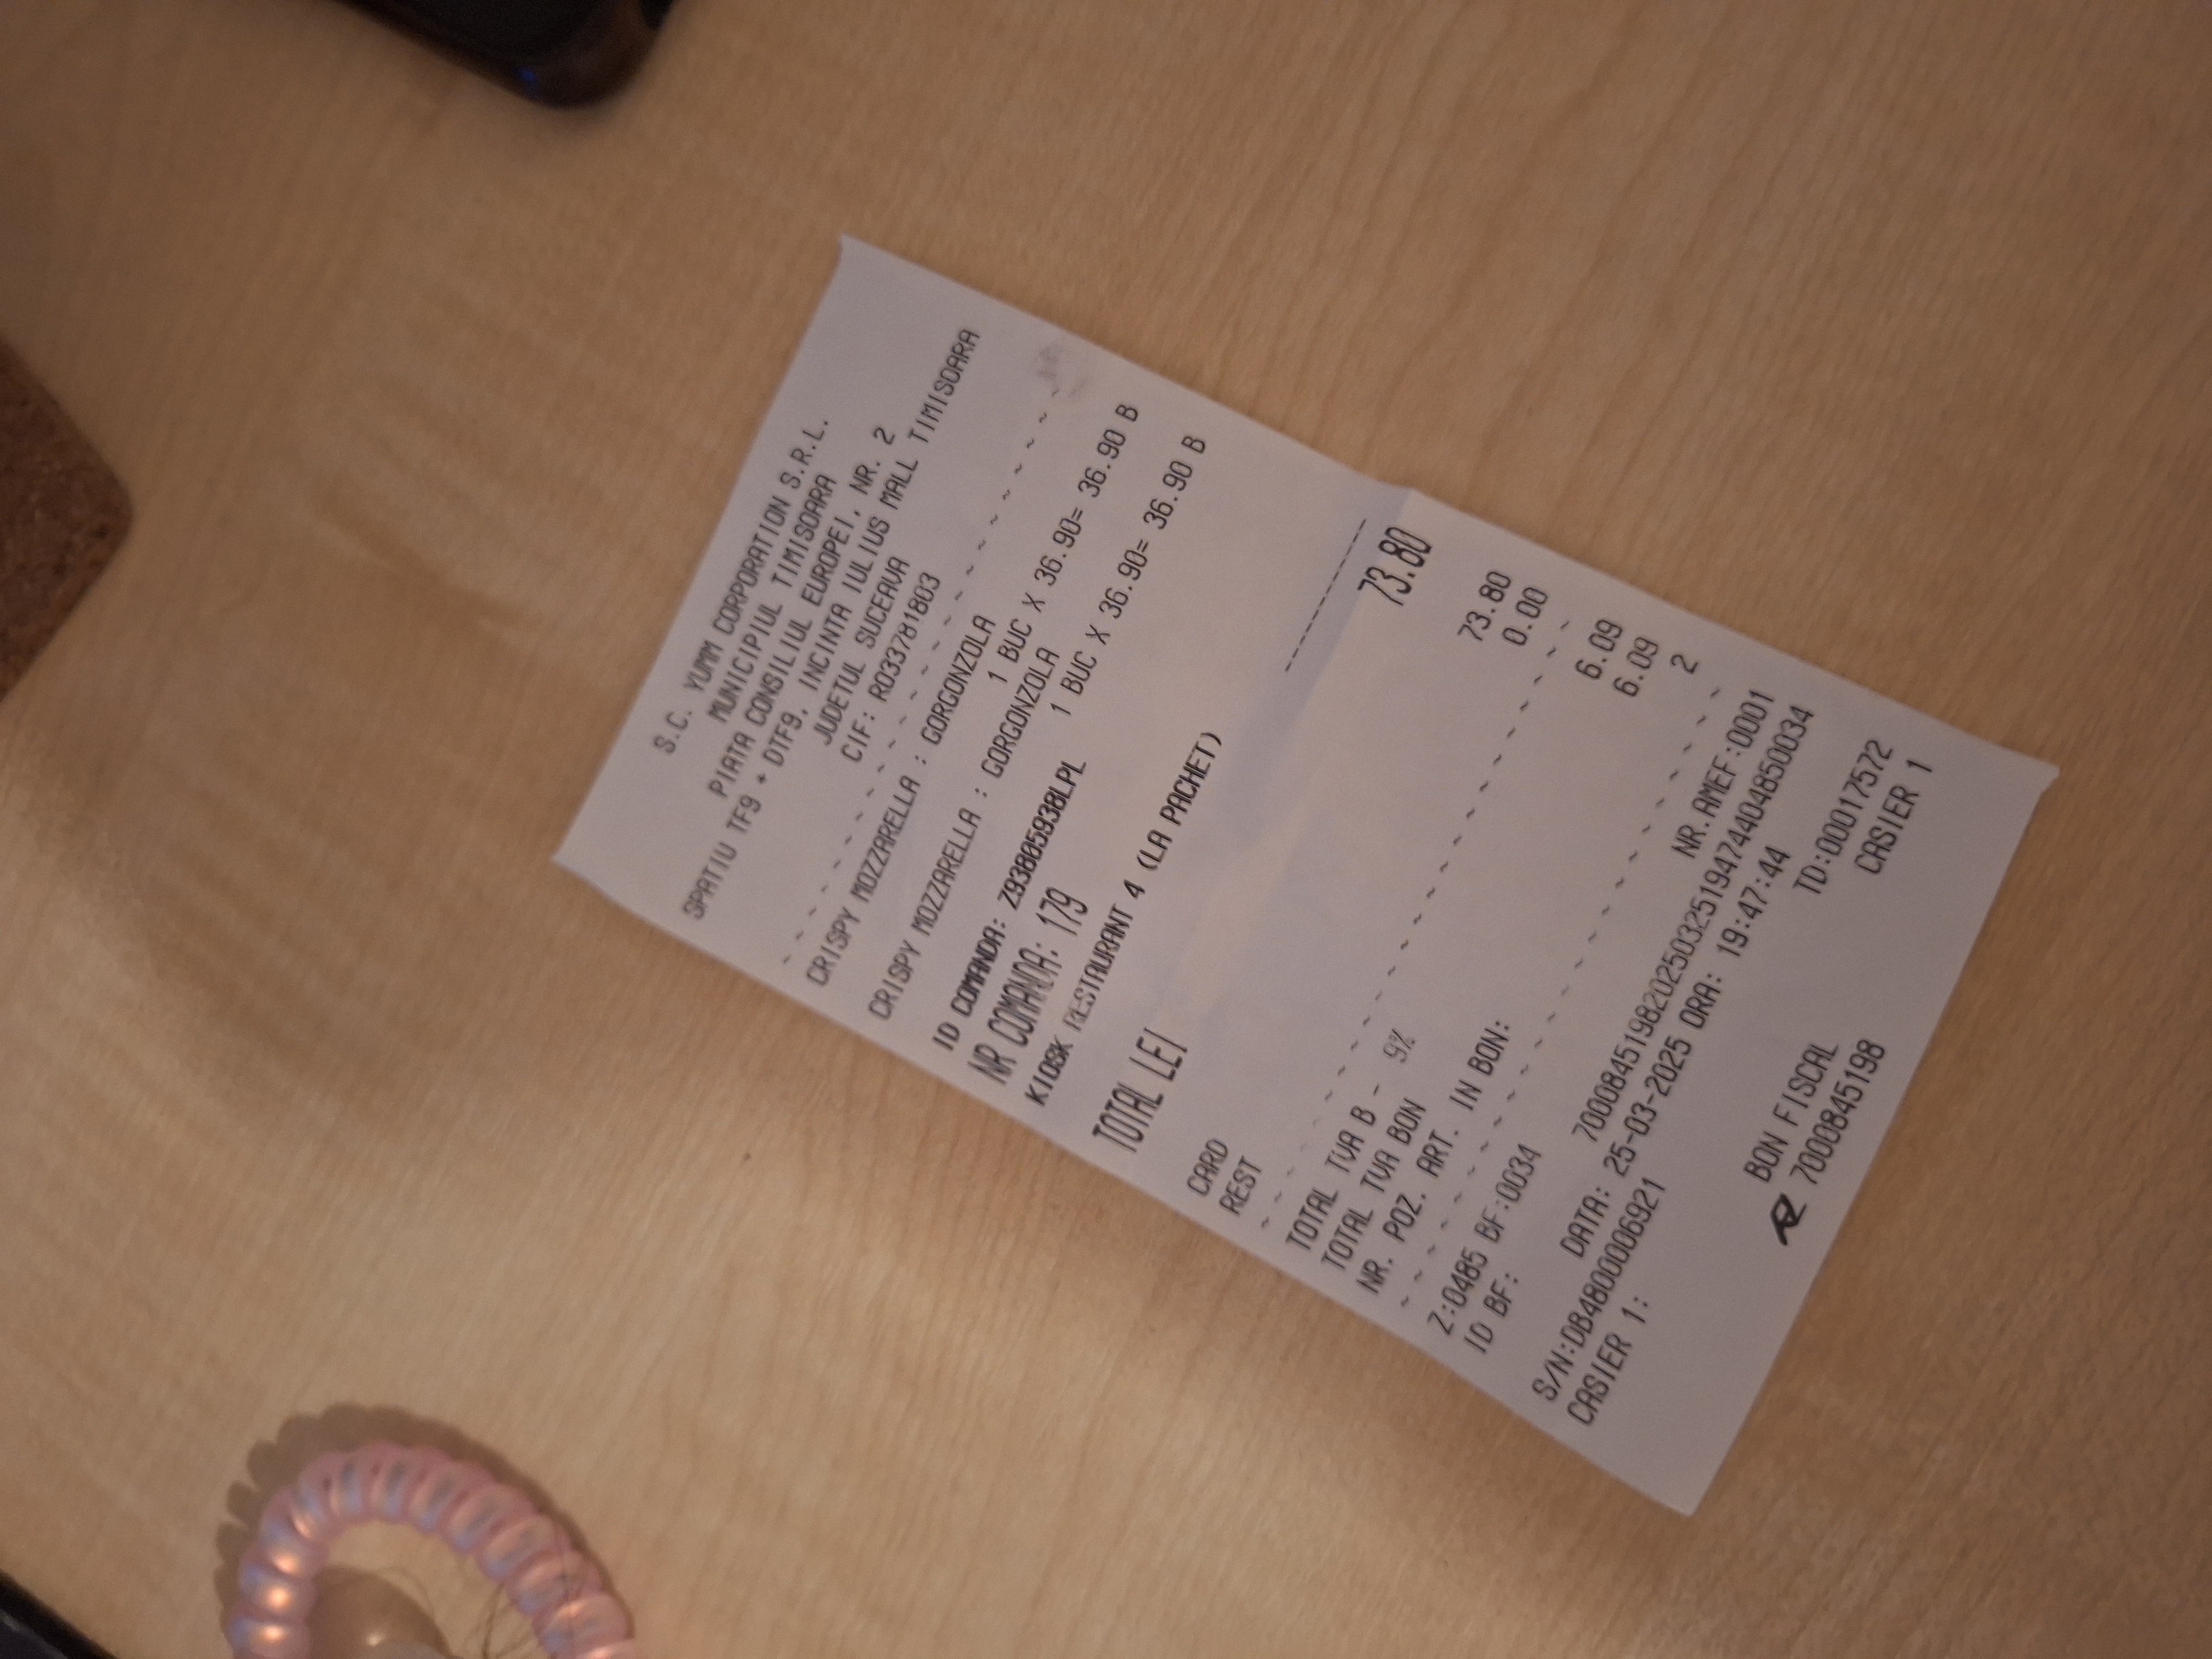 S.C. YUMM CORPORATION S.R.L.
MUNICIPIUL TIMISOARA
PIATA CONSILIUL EUROPEI, NR. 2
SPATIU TF9 + DTF9, INCINTA IULIUS MALL TIMISOARA
JUDETUL SUCEAVA
CIF: RO33781803
CRISPY MOZZARELLA : GORGONZOLA
1 BUC X 36.90= 36.90 B
CRISPY MOZZARELLA : GORGONZOLA
1 BUC X 36.90= 36.90 B
ID COMANDA: Z93805938LPL
NR COMANDA: 179
KIOSK RESTAURANT 4 (LA PACHET)
TOTAL LEI 73.80
CARD 73.80
REST 0.00
TOTAL TVA B - 9% 6.09
TOTAL TVA BON 6.09
NR. POZ. ART. IN BON: 2
Z:0485 BF:0034 NR.AMEF:0001
ID BF: 70008451982025032519474404850034
DATA: 25-03-2025 ORA: 19:47:44
S/N:DB4800006921 TD:00017572
CASIER 1: CASIER 1
BON FISCAL
7000845198